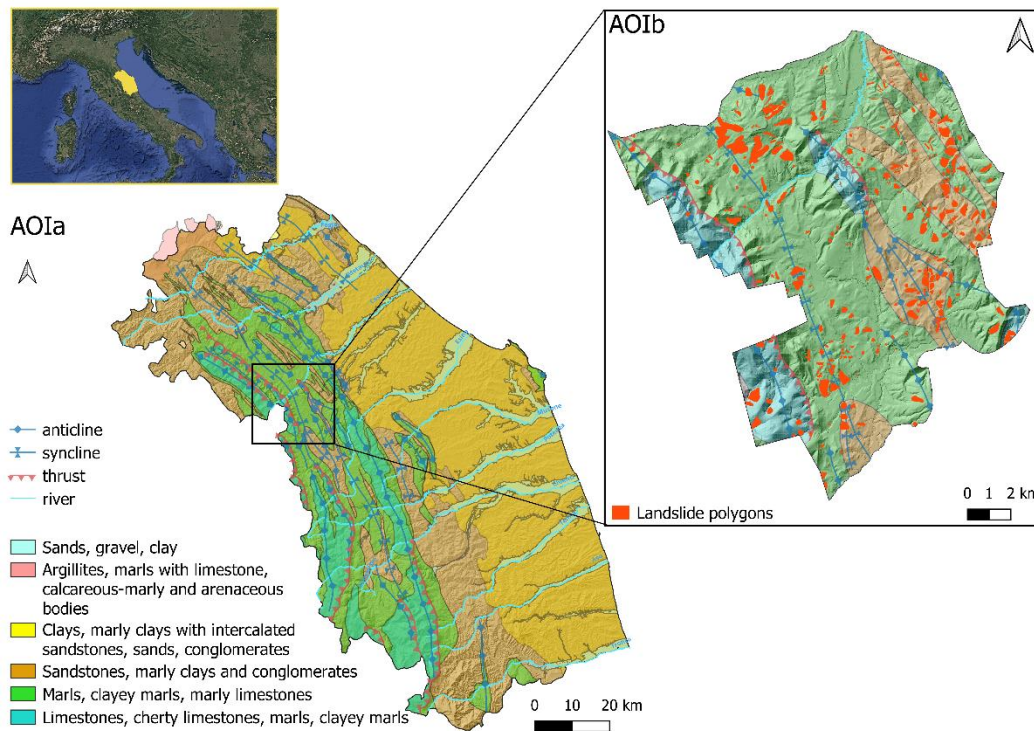 AOIb
AOIa
anticline
syncline
thrust
river
Sands, gravel, clay
Argillites, marls with limestone,
calcareous-marly and arenaceous
bodies
Clays, marly clays with intercalated
sandstones, sands, conglomerates
Sandstones, marly clays and conglomerates
Marls, clayey marls, marly limestones
Limestones, cherty limestones, marls, clayey marls
0 10 20 km
Landslide polygons
0 1 2 km